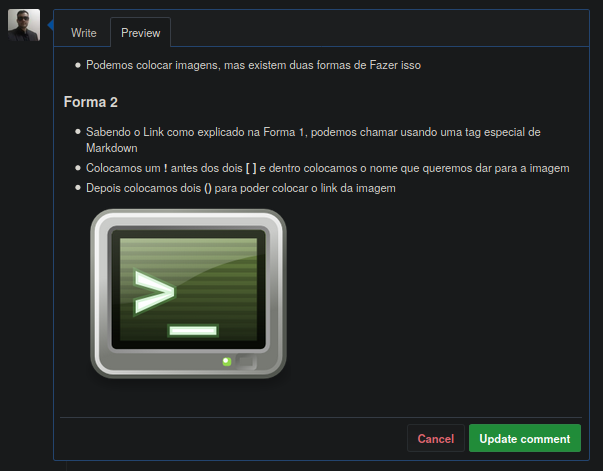 Write Preview
Podemos colocar imagens, mas existem duas formas de Fazer isso
Forma 2
Sabendo o Link como explicado na Forma 1, podemos chamar usando uma tag especial de
Markdown
Colocamos um ! antes dos dois [ ] e dentro colocamos o nome que queremos dar para a imagem
Depois colocamos dois () para poder colocar o link da imagem
>_
Cancel Update comment